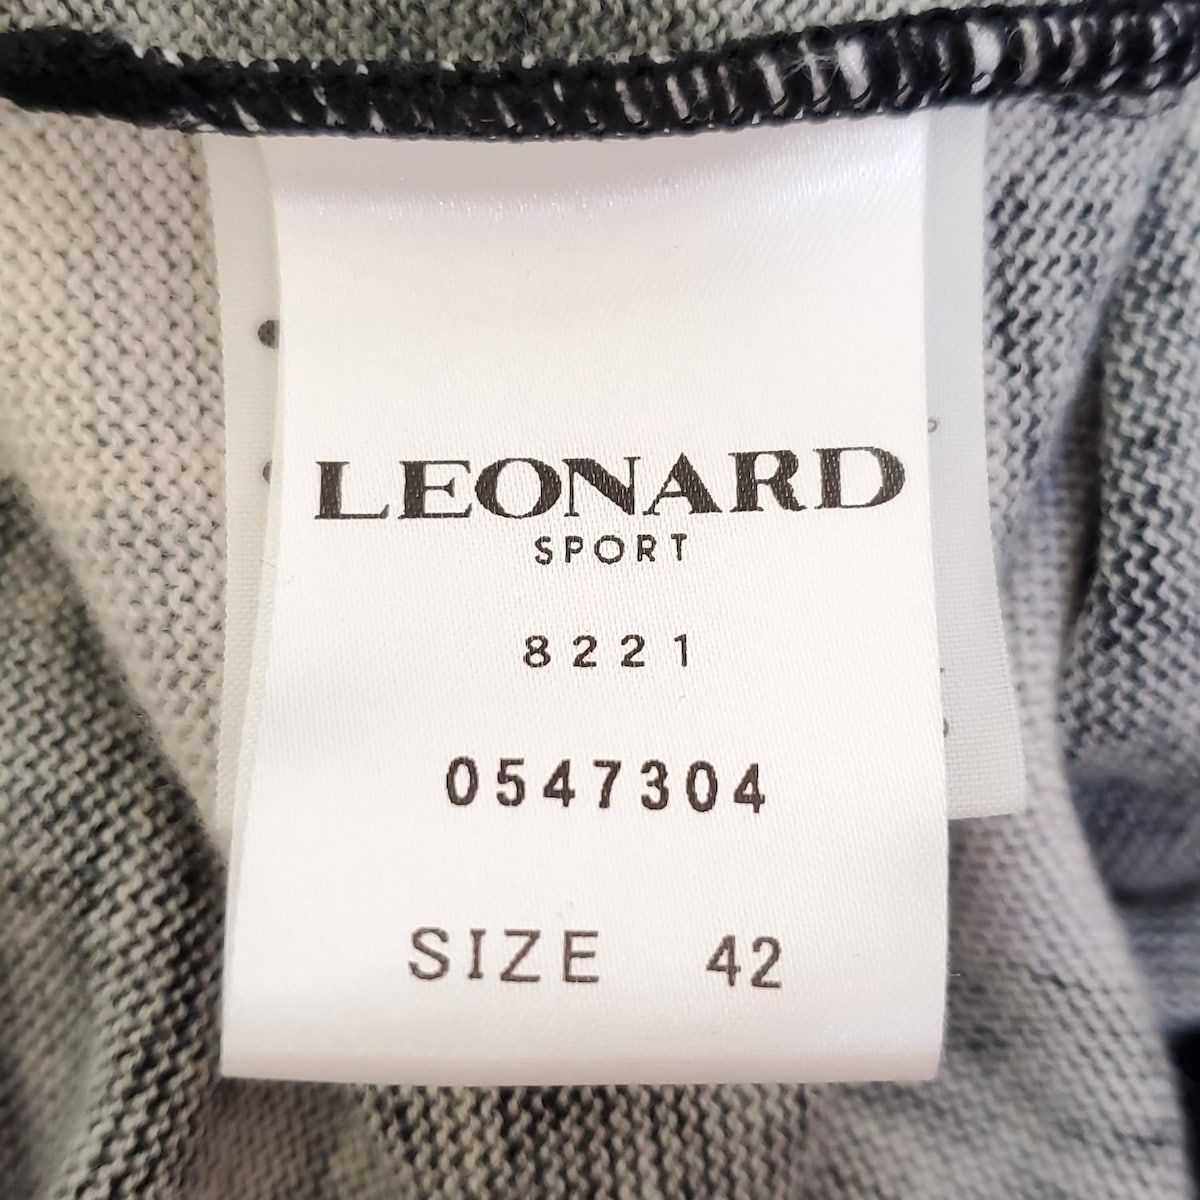 LEONARD
SPORT
8221
0547304
SIZE 42